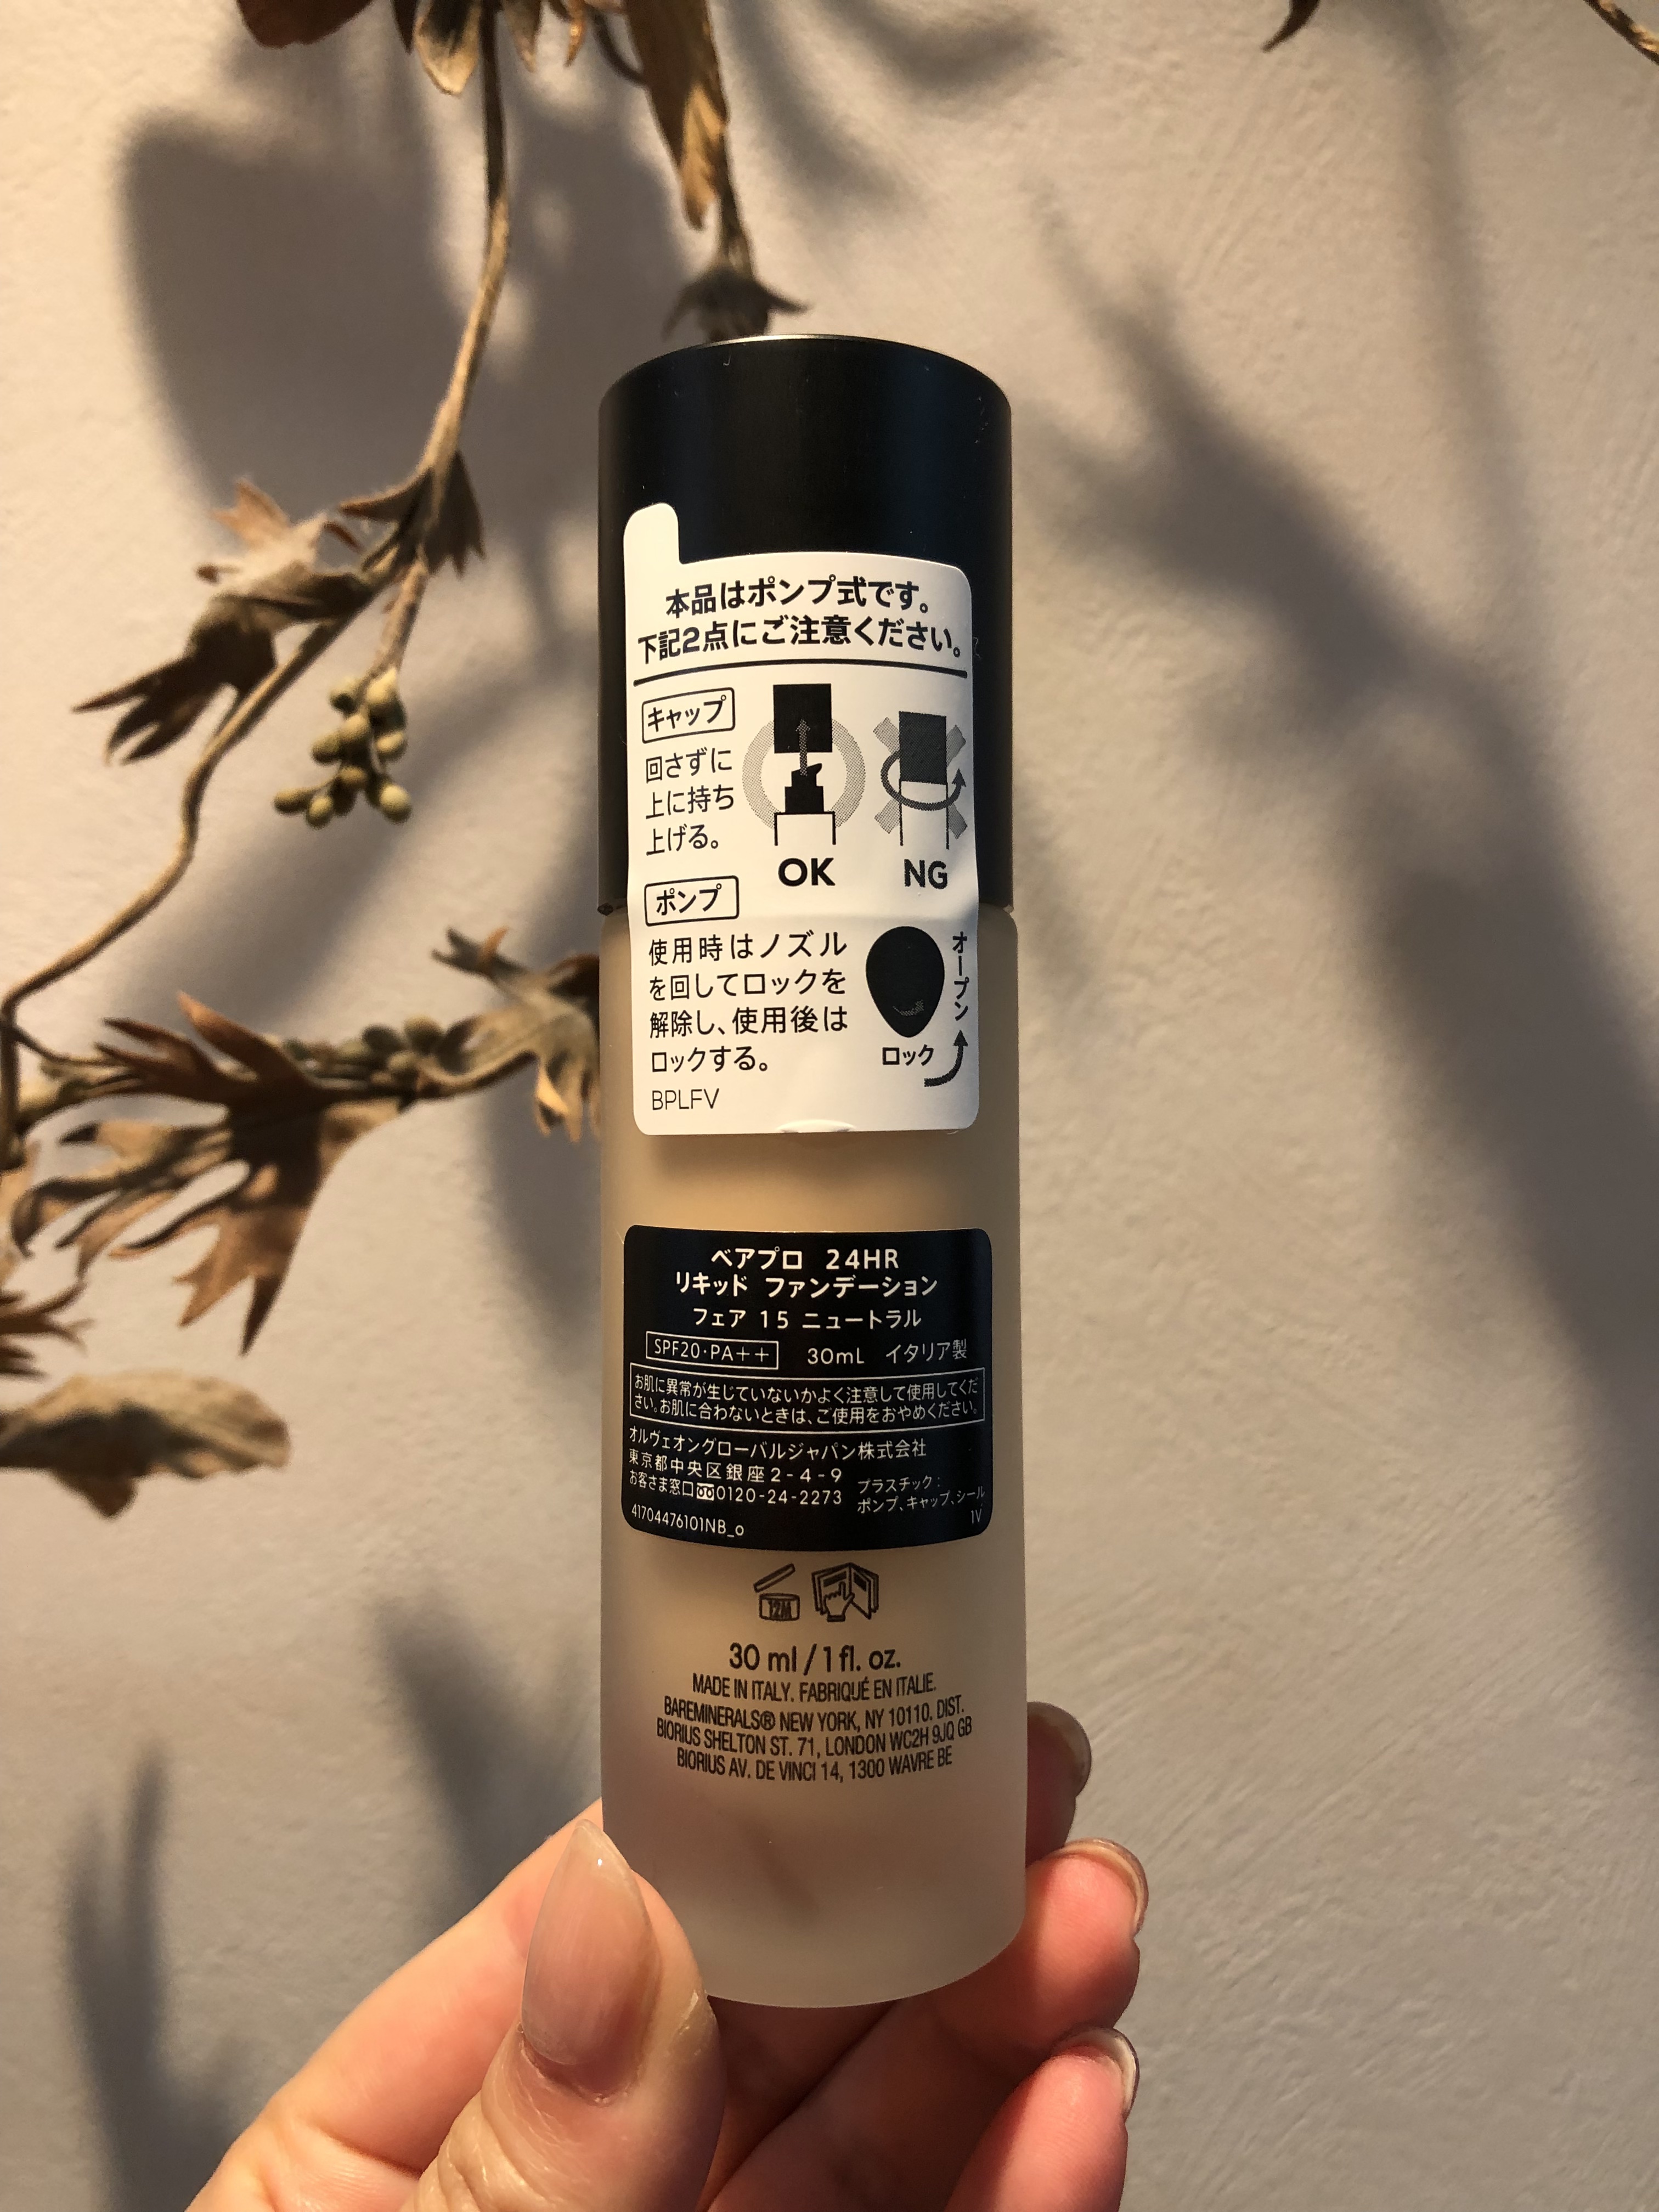 本品はポンプ式です。
下記2点にご注意ください。
キャップ
回さずに
上に持ち
上げる。
OK
NG
ポンプ
使用時はノズル
を回してロックを
解除し、使用後は
ロックする。
オープン
ロック
BPLFV
ベアプロ 24HR
リキッド ファンデーション
フェア 15 ニュートラル
SPF20・PA++ 30mL イタリア製
お肌に異常が生じていないかよく注意して使用してくだ
さい。お肌に合わないときは、ご使用をおやめください。
オルヴェオングローバルジャパン株式会社
東京都中央区銀座2-4-9
お客さま窓口 0120-24-2273
プラスチック:
ポンプ、キャップ、シール
41704476101NB_o
1V
12M
30 ml / 1 fl. oz.
MADE IN ITALY. FABRIQUÉ EN ITALIE.
BAREMINERALS® NEW YORK, NY 10110. DIST.
BIORIUS SHELTON ST. 71, LONDON WC2H 9JQ GB
BIORIUS AV. DE VINCI 14, 1300 WAVRE BE